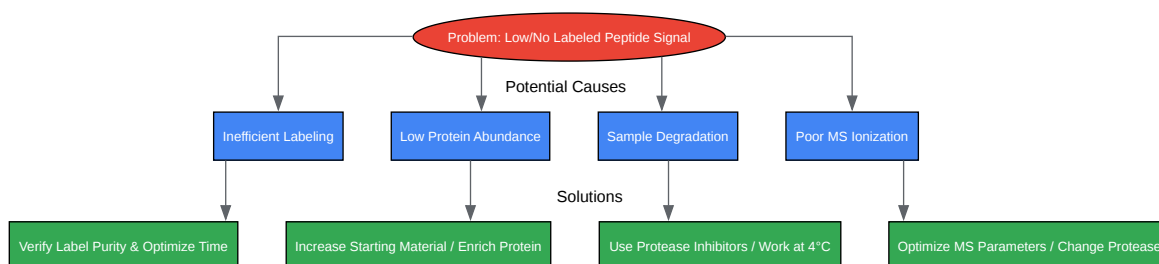 Problem: Low/No Labeled Peptide Signal
Potential Causes
Inefficient Labeling
Low Protein Abundance
Sample Degradation
Poor MS Ionization
Solutions
Verify Label Purity & Optimize Time
Increase Starting Material / Enrich Protein
Use Protease Inhibitors / Work at 4°C
Optimize MS Parameters / Change Protease